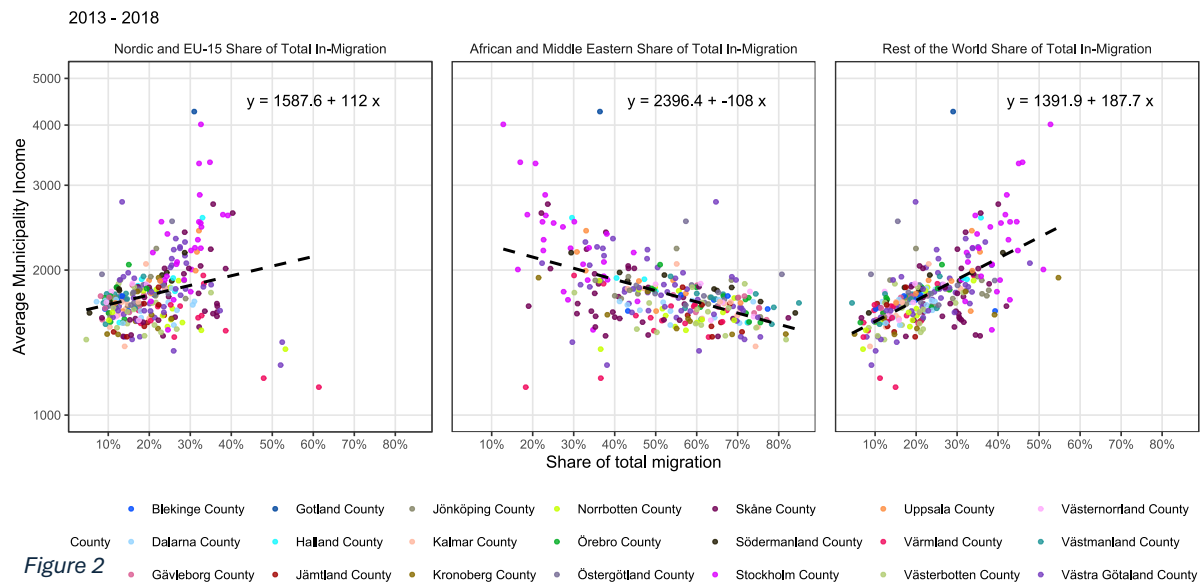 2013 - 2018
Nordic and EU-15 Share of Total In-Migration
African and Middle Eastern Share of Total In-Migration
Rest of the World Share of Total In-Migration
Average Municipality Income
5000
4000
3000
2000
1000
y = 1587.6 + 112 x
y = 2396.4 + -108 x
y = 1391.9 + 187.7 x
10% 20% 30% 40% 50% 60% 70% 80%
10% 20% 30% 40% 50% 60% 70% 80%
10% 20% 30% 40% 50% 60% 70% 80%
Share of total migration
Blekinge County Gotland County Jönköping County Norrbotten County Skåne County Uppsala County Västernorrland County
County Dalarna County Halland County Kalmar County Örebro County Södermanland County Värmland County Västmanland County
Gävleborg County Jämtland County Kronoberg County Östergötland County Stockholm County Västerbotten County Västra Götaland County
Figure 2